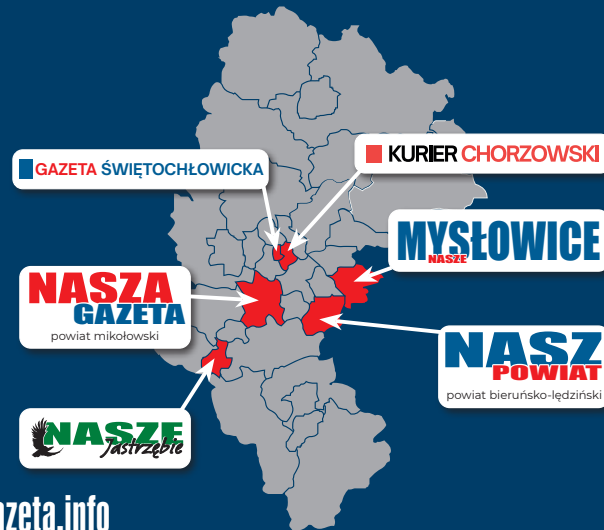 GAZETA ŚWIĘTOCHŁOWICKA
KURIER CHORZOWSKI
MYSŁOWICE
NASZE
NASZA
GAZETA
powiat mikołowski
NASZ
POWIAT
powiat bieruńsko-lędziński
NASZE
Jastrzębie
azeta.info